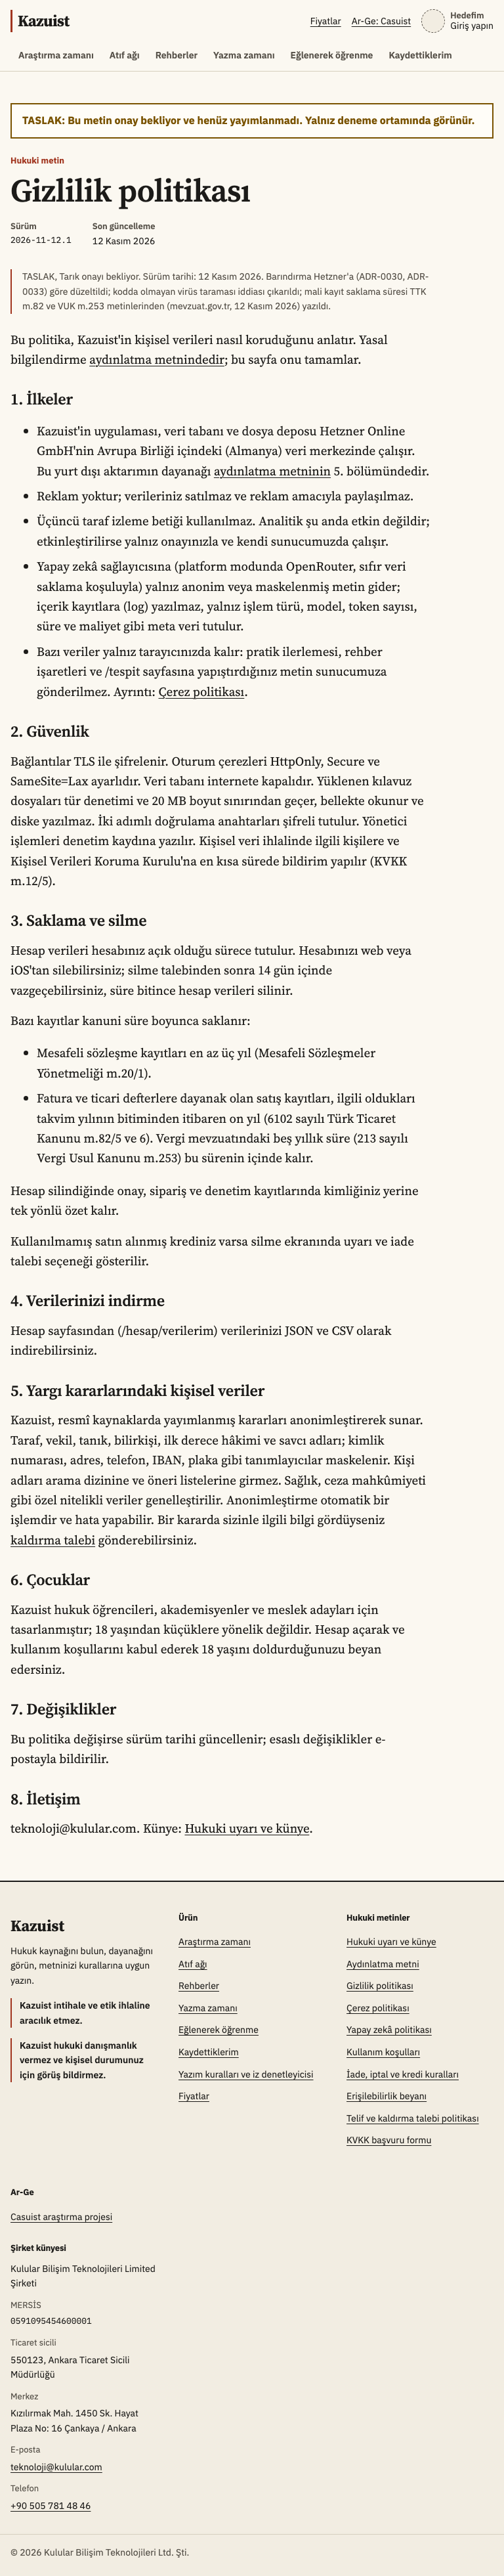 Kazuist
Fiyatlar
Ar-Ge: Casuist
Hedefim
Giriş yapın
Araştırma zamanı
Atıf ağı
Rehberler
Yazma zamanı
Eğlenerek öğrenme
Kaydettiklerim
TASLAK: Bu metin onay bekliyor ve henüz yayımlanmadı. Yalnız deneme ortamında görünür.
Hukuki metin
Gizlilik politikası
Sürüm
2026-11-12.1
Son güncelleme
12 Kasım 2026
TASLAK, Tarık onayı bekliyor. Sürüm tarihi: 12 Kasım 2026. Barındırma Hetzner'a (ADR-0030, ADR-
0033) göre düzeltildi; kodda olmayan virüs taraması iddiası çıkarıldı; mali kayıt saklama süresi TTK
m.82 ve VUK m.253 metinlerinden (mevzuat.gov.tr, 12 Kasım 2026) yazıldı.
Bu politika, Kazuist'in kişisel verileri nasıl koruduğunu anlatır. Yasal
bilgilendirme aydınlatma metnindedir; bu sayfa onu tamamlar.
1. İlkeler
Kazuist'in uygulaması, veri tabanı ve dosya deposu Hetzner Online
GmbH'nin Avrupa Birliği içindeki (Almanya) veri merkezinde çalışır.
Bu yurt dışı aktarımın dayanağı aydınlatma metninin 5. bölümündedir.
Reklam yoktur; verileriniz satılmaz ve reklam amacıyla paylaşılmaz.
Üçüncü taraf izleme betiği kullanılmaz. Analitik şu anda etkin değildir;
etkinleştirilirse yalnız onayınızla ve kendi sunucumuzda çalışır.
Yapay zekâ sağlayıcısına (platform modunda OpenRouter, sıfır veri
saklama koşuluyla) yalnız anonim veya maskelenmiş metin gider;
içerik kayıtlara (log) yazılmaz, yalnız işlem türü, model, token sayısı,
süre ve maliyet gibi meta veri tutulur.
Bazı veriler yalnız tarayıcınızda kalır: pratik ilerlemesi, rehber
işaretleri ve /tespit sayfasına yapıştırdığınız metin sunucumuza
gönderilmez. Ayrıntı: Çerez politikası.
2. Güvenlik
Bağlantılar TLS ile şifrelenir. Oturum çerezleri HttpOnly, Secure ve
SameSite=Lax ayarlıdır. Veri tabanı internete kapalıdır. Yüklenen kılavuz
dosyaları tür denetimi ve 20 MB boyut sınırından geçer, bellekte okunur ve
diske yazılmaz. İki adımlı doğrulama anahtarları şifreli tutulur. Yönetici
işlemleri denetim kaydına yazılır. Kişisel veri ihlalinde ilgili kişilere ve
Kişisel Verileri Koruma Kurulu'na en kısa sürede bildirim yapılır (KVKK
m.12/5).
3. Saklama ve silme
Hesap verileri hesabınız açık olduğu sürece tutulur. Hesabınızı web veya
iOS'tan silebilirsiniz; silme talebinden sonra 14 gün içinde
vazgeçebilirsiniz, süre bitince hesap verileri silinir.
Bazı kayıtlar kanuni süre boyunca saklanır:
Mesafeli sözleşme kayıtları en az üç yıl (Mesafeli Sözleşmeler
Yönetmeliği m.20/1).
Fatura ve ticari defterlere dayanak olan satış kayıtları, ilgili oldukları
takvim yılının bitiminden itibaren on yıl (6102 sayılı Türk Ticaret
Kanunu m.82/5 ve 6). Vergi mevzuatındaki beş yıllık süre (213 sayılı
Vergi Usul Kanunu m.253) bu sürenin içinde kalır.
Hesap silindiğinde onay, sipariş ve denetim kayıtlarında kimliğiniz yerine
tek yönlü özet kalır.
Kullanılmamış satın alınmış krediniz varsa silme ekranında uyarı ve iade
talebi seçeneği gösterilir.
4. Verilerinizi indirme
Hesap sayfasından (/hesap/verilerim) verilerinizi JSON ve CSV olarak
indirebilirsiniz.
5. Yargı kararlarındaki kişisel veriler
Kazuist, resmî kaynaklarda yayımlanmış kararları anonimleştirerek sunar.
Taraf, vekil, tanık, bilirkişi, ilk derece hâkimi ve savcı adları; kimlik
numarası, adres, telefon, IBAN, plaka gibi tanımlayıcılar maskelenir. Kişi
adları arama dizinine ve öneri listelerine girmez. Sağlık, ceza mahkûmiyeti
gibi özel nitelikli veriler genelleştirilir. Anonimleştirme otomatik bir
işlemdir ve hata yapabilir. Bir kararda sizinle ilgili bilgi gördüyseniz
kaldırma talebi gönderebilirsiniz.
6. Çocuklar
Kazuist hukuk öğrencileri, akademisyenler ve meslek adayları için
tasarlanmıştır; 18 yaşından küçüklere yönelik değildir. Hesap açarak ve
kullanım koşullarını kabul ederek 18 yaşını doldurduğunuzu beyan
edersiniz.
7. Değişiklikler
Bu politika değişirse sürüm tarihi güncellenir; esaslı değişiklikler e-
postayla bildirilir.
8. İletişim
teknoloji@kulular.com. Künye: Hukuki uyarı ve künye.
Kazuist
Hukuk kaynağını bulun, dayanağını
görün, metninizi kurallarına uygun
yazın.
Kazuist intihale ve etik ihlaline
aracılık etmez.
Kazuist hukuki danışmanlık
vermez ve kişisel durumunuz
için görüş bildirmez.
Ürün
Araştırma zamanı
Atıf ağı
Rehberler
Yazma zamanı
Eğlenerek öğrenme
Kaydettiklerim
Yazım kuralları ve iz denetleyicisi
Fiyatlar
Hukuki metinler
Hukuki uyarı ve künye
Aydınlatma metni
Gizlilik politikası
Çerez politikası
Yapay zekâ politikası
Kullanım koşulları
İade, iptal ve kredi kuralları
Erişilebilirlik beyanı
Telif ve kaldırma talebi politikası
KVKK başvuru formu
Ar-Ge
Casuist araştırma projesi
Şirket künyesi
Kulular Bilişim Teknolojileri Limited
Şirketi
MERSİS
0591095454600001
Ticaret sicili
550123, Ankara Ticaret Sicili
Müdürlüğü
Merkez
Kızılırmak Mah. 1450 Sk. Hayat
Plaza No: 16 Çankaya / Ankara
E-posta
teknoloji@kulular.com
Telefon
+90 505 781 48 46
© 2026 Kulular Bilişim Teknolojileri Ltd. Şti.